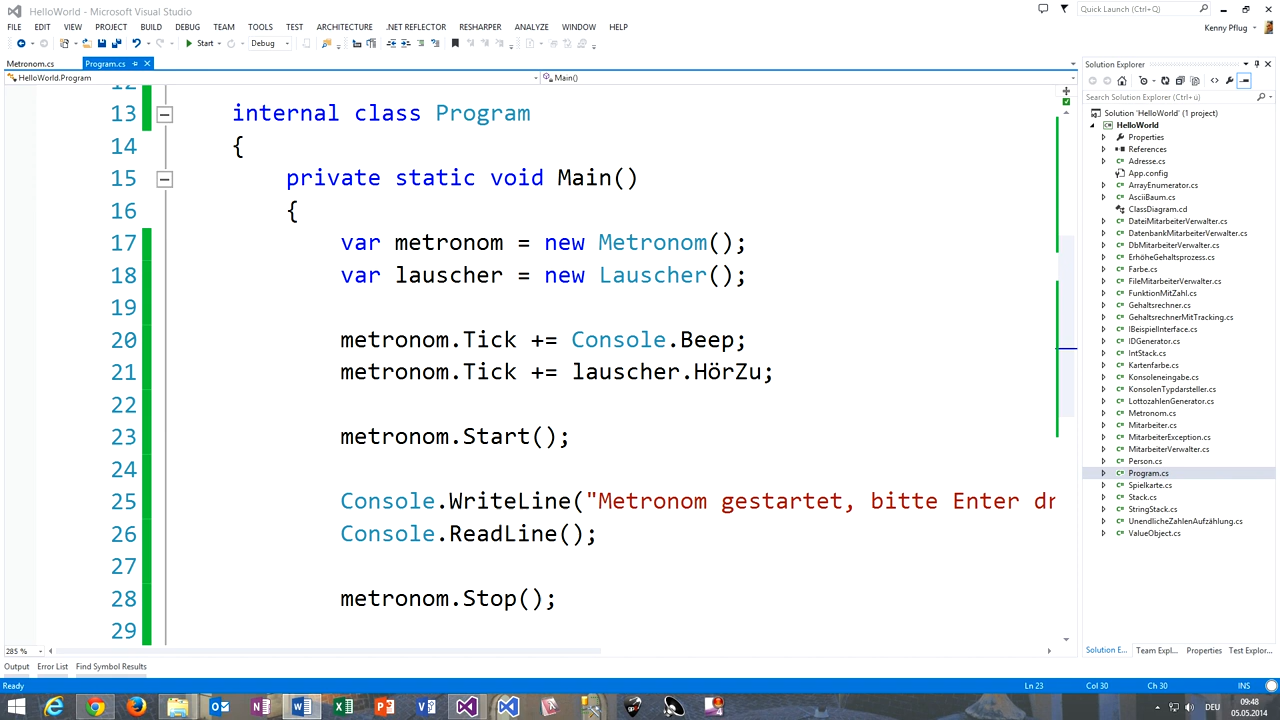 HelloWorld - Microsoft Visual Studio
Quick Launch (Ctrl+Q)
FILE EDIT VIEW PROJECT BUILD DEBUG TEAM TOOLS TEST ARCHITECTURE .NET REFLECTOR RESHARPER ANALYZE WINDOW HELP
Kenny Pflug
Start Debug
Metronom.cs Program.cs
HelloWorld.Program Main()
12
13 internal class Program
14 {
15 private static void Main()
16 {
17 var metronom = new Metronom();
18 var lauscher = new Lauscher();
19
20 metronom.Tick += Console.Beep;
21 metronom.Tick += lauscher.HörZu;
22
23 metronom.Start();
24
25 Console.WriteLine("Metronom gestartet, bitte Enter dr
26 Console.ReadLine();
27
28 metronom.Stop();
29
285 %
Solution Explorer
Search Solution Explorer (Ctrl+ü)
Solution 'HelloWorld' (1 project)
HelloWorld
Properties
References
Adresse.cs
App.config
ArrayEnumerator.cs
AsciiBaum.cs
ClassDiagram.cd
DateiMitarbeiterVerwalter.cs
DatenbankMitarbeiterVerwalter.cs
DbMitarbeiterVerwalter.cs
ErhöheGehaltsprozess.cs
Farbe.cs
FileMitarbeiterVerwalter.cs
FunktionMitZahl.cs
Gehaltsrechner.cs
GehaltsrechnerMitTracking.cs
IBeispielInterface.cs
IDGenerator.cs
IntStack.cs
Kartenfarbe.cs
Konsoleneingabe.cs
KonsolenTypdarsteller.cs
LottozahlenGenerator.cs
Metronom.cs
Mitarbeiter.cs
MitarbeiterException.cs
MitarbeiterVerwalter.cs
Person.cs
Program.cs
Spielkarte.cs
Stack.cs
StringStack.cs
UnendlicheZahlenAufzählung.cs
ValueObject.cs
Solution E... Team Expl... Properties Test Explor...
Output Error List Find Symbol Results
Ready Ln 23 Col 30 Ch 30 INS
DEU 09:48
05.05.2014